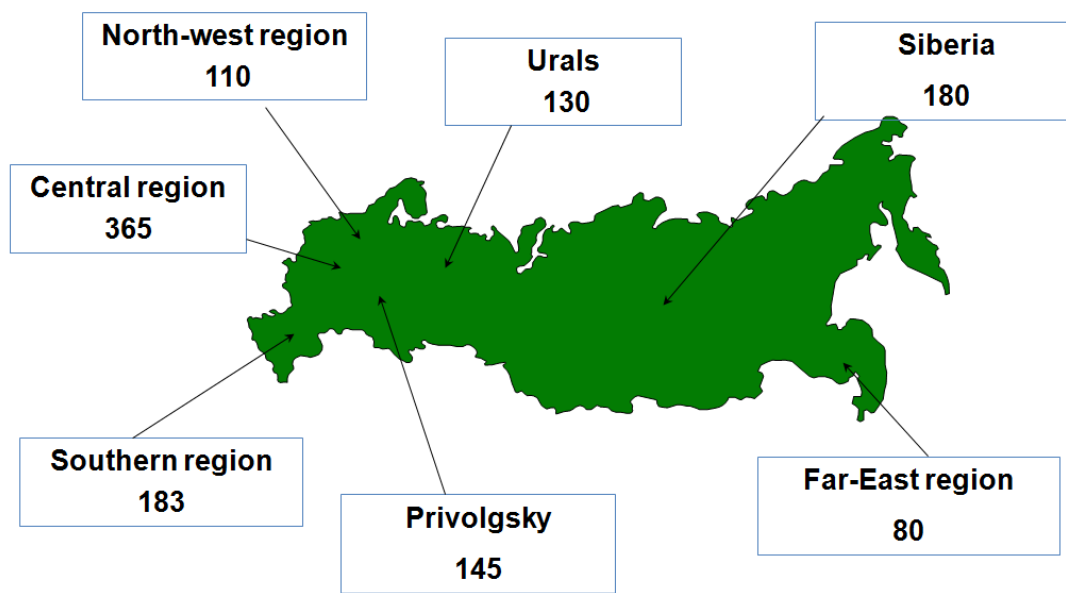 North-west region
110
Urals
130
Siberia
180
Central region
365
Southern region
183
Privolgsky
145
Far-East region
80